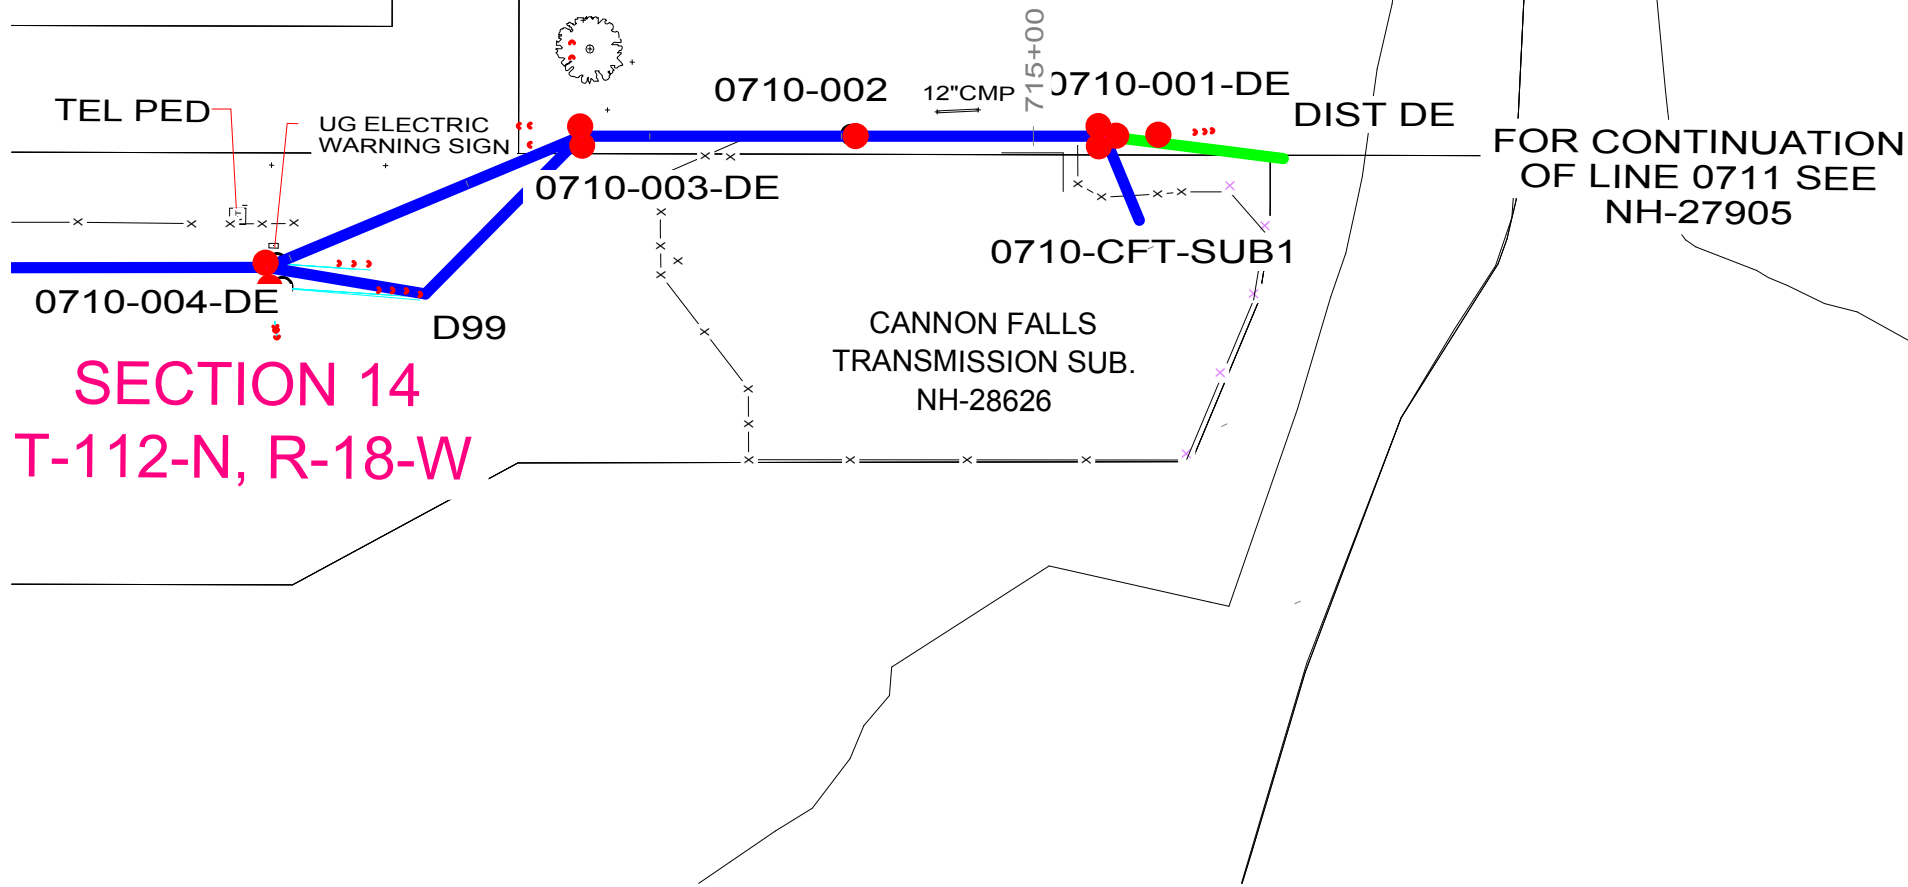 715+00
0710-002
12"CMP
0710-001-DE
TEL PED
DIST DE
UG ELECTRIC
WARNING SIGN
FOR CONTINUATION
OF LINE 0711 SEE
NH-27905
0710-003-DE
0710-CFT-SUB1
0710-004-DE
D99
CANNON FALLS
TRANSMISSION SUB.
NH-28626
SECTION 14
T-112-N, R-18-W